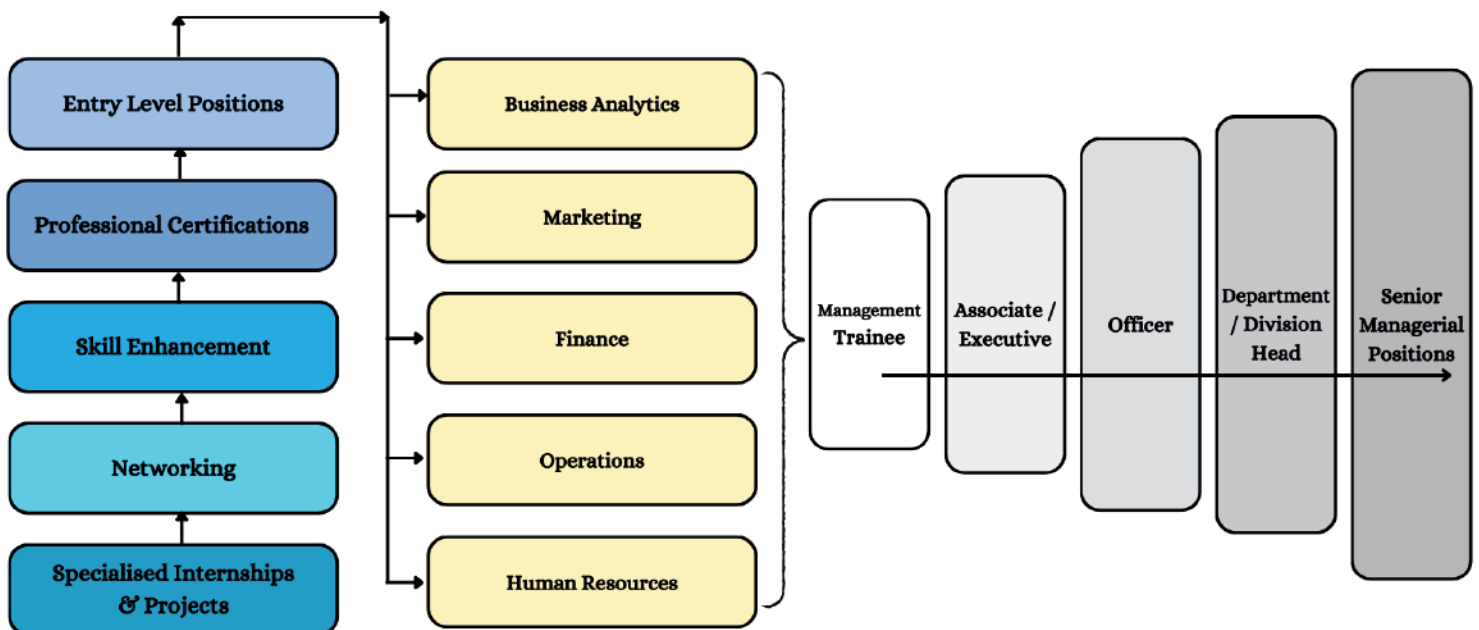 Entry Level Positions
Professional Certifications
Skill Enhancement
Networking
Specialised Internships
& Projects
Business Analytics
Marketing
Finance
Operations
Human Resources
Management
Trainee
Associate /
Executive
Officer
Department
/ Division
Head
Senior
Managerial
Positions